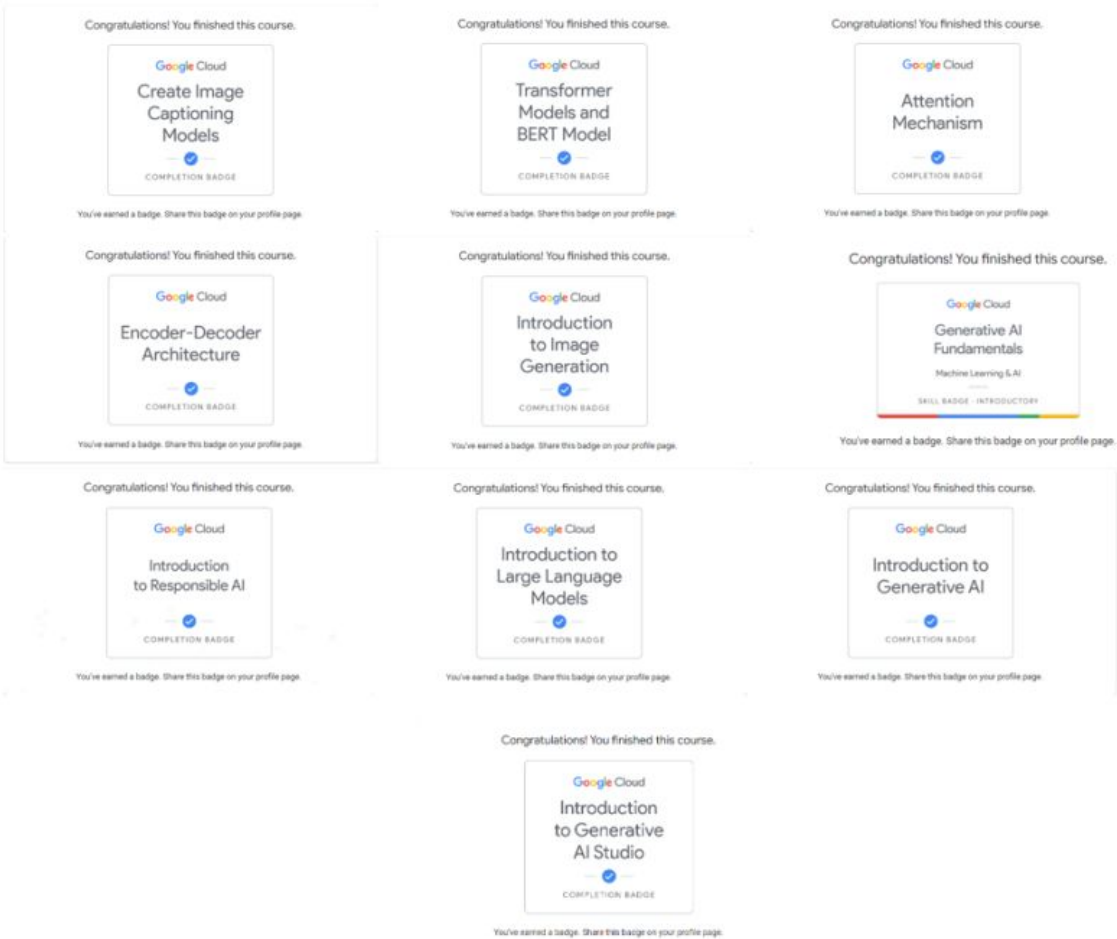 Congratulations! You finished this course.
Google Cloud
Create Image
Captioning
Models
COMPLETION BADGE
You've earned a badge. Share this badge on your profile page.
Congratulations! You finished this course.
Google Cloud
Transformer
Models and
BERT Model
COMPLETION BADGE
You've earned a badge. Share this badge on your profile page.
Congratulations! You finished this course.
Google Cloud
Attention
Mechanism
COMPLETION BADGE
You've earned a badge. Share this badge on your profile page.
Congratulations! You finished this course.
Google Cloud
Encoder-Decoder
Architecture
COMPLETION BADGE
You've earned a badge. Share this badge on your profile page.
Congratulations! You finished this course.
Google Cloud
Introduction
to Image
Generation
COMPLETION BADGE
You've earned a badge. Share this badge on your profile page.
Congratulations! You finished this course.
Google Cloud
Generative AI
Fundamentals
Machine Learning & AI
SKILL BADGE · INTRODUCTORY
You've earned a badge. Share this badge on your profile page.
Congratulations! You finished this course.
Google Cloud
Introduction
to Responsible AI
COMPLETION BADGE
You've earned a badge. Share this badge on your profile page.
Congratulations! You finished this course.
Google Cloud
Introduction to
Large Language
Models
COMPLETION BADGE
You've earned a badge. Share this badge on your profile page.
Congratulations! You finished this course.
Google Cloud
Introduction to
Generative AI
COMPLETION BADGE
You've earned a badge. Share this badge on your profile page.
Congratulations! You finished this course.
Google Cloud
Introduction
to Generative
AI Studio
COMPLETION BADGE
You've earned a badge. Share this badge on your profile page.